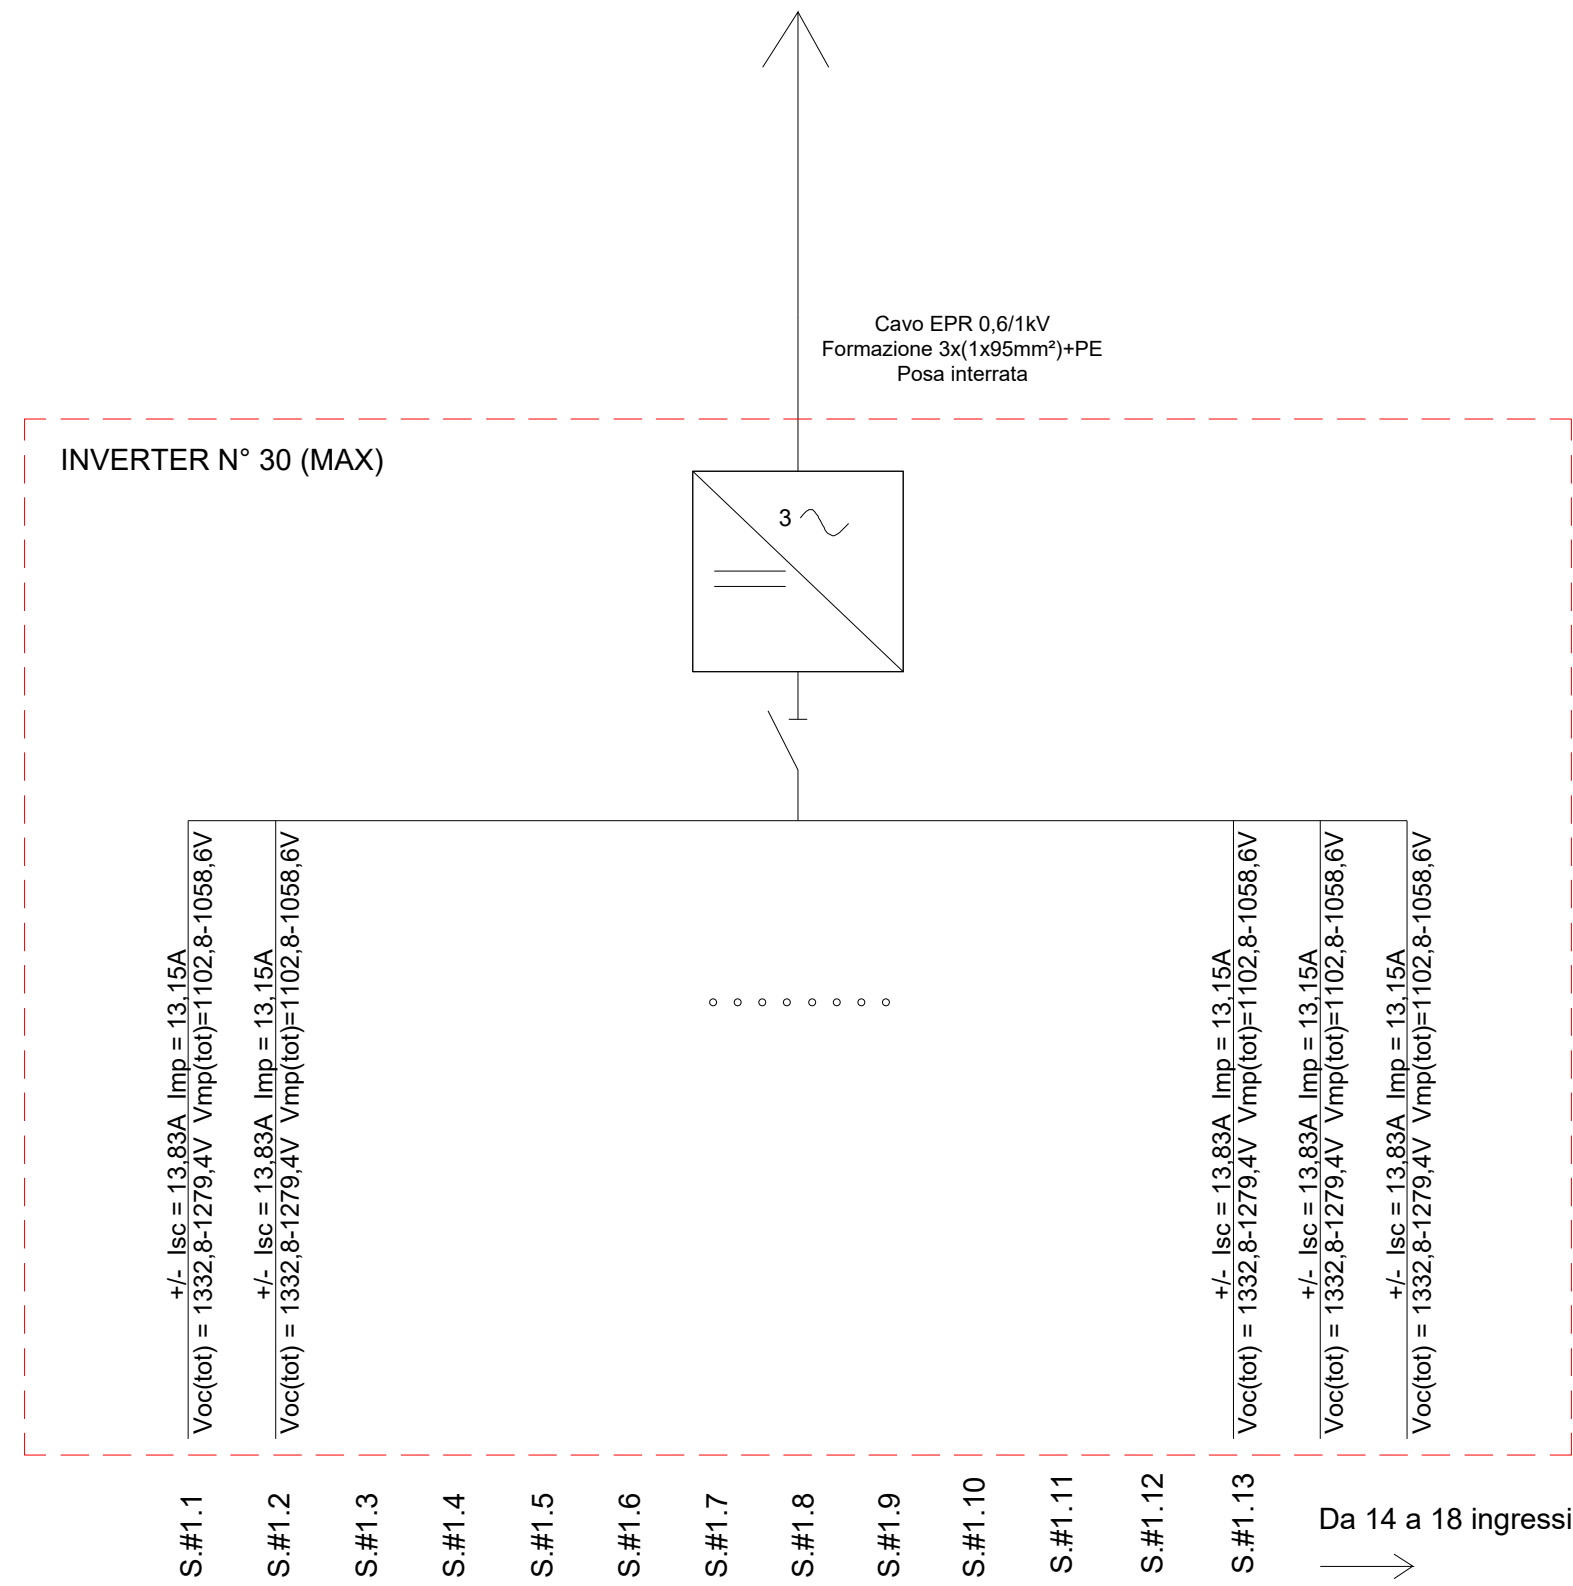 Cavo EPR 0,6/1kV
Formazione 3x(1x95mm²)+PE
Posa interrata
INVERTER N° 30 (MAX)
3
+/- Isc = 13,83A Imp = 13,15A
Voc(tot) = 1332,8-1279,4V Vmp(tot)=1102,8-1058,6V
+/- Isc = 13,83A Imp = 13,15A
Voc(tot) = 1332,8-1279,4V Vmp(tot)=1102,8-1058,6V
+/- Isc = 13,83A Imp = 13,15A
Voc(tot) = 1332,8-1279,4V Vmp(tot)=1102,8-1058,6V
+/- Isc = 13,83A Imp = 13,15A
Voc(tot) = 1332,8-1279,4V Vmp(tot)=1102,8-1058,6V
+/- Isc = 13,83A Imp = 13,15A
Voc(tot) = 1332,8-1279,4V Vmp(tot)=1102,8-1058,6V
S.#1.1
S.#1.2
S.#1.3
S.#1.4
S.#1.5
S.#1.6
S.#1.7
S.#1.8
S.#1.9
S.#1.10
S.#1.11
S.#1.12
S.#1.13
Da 14 a 18 ingressi